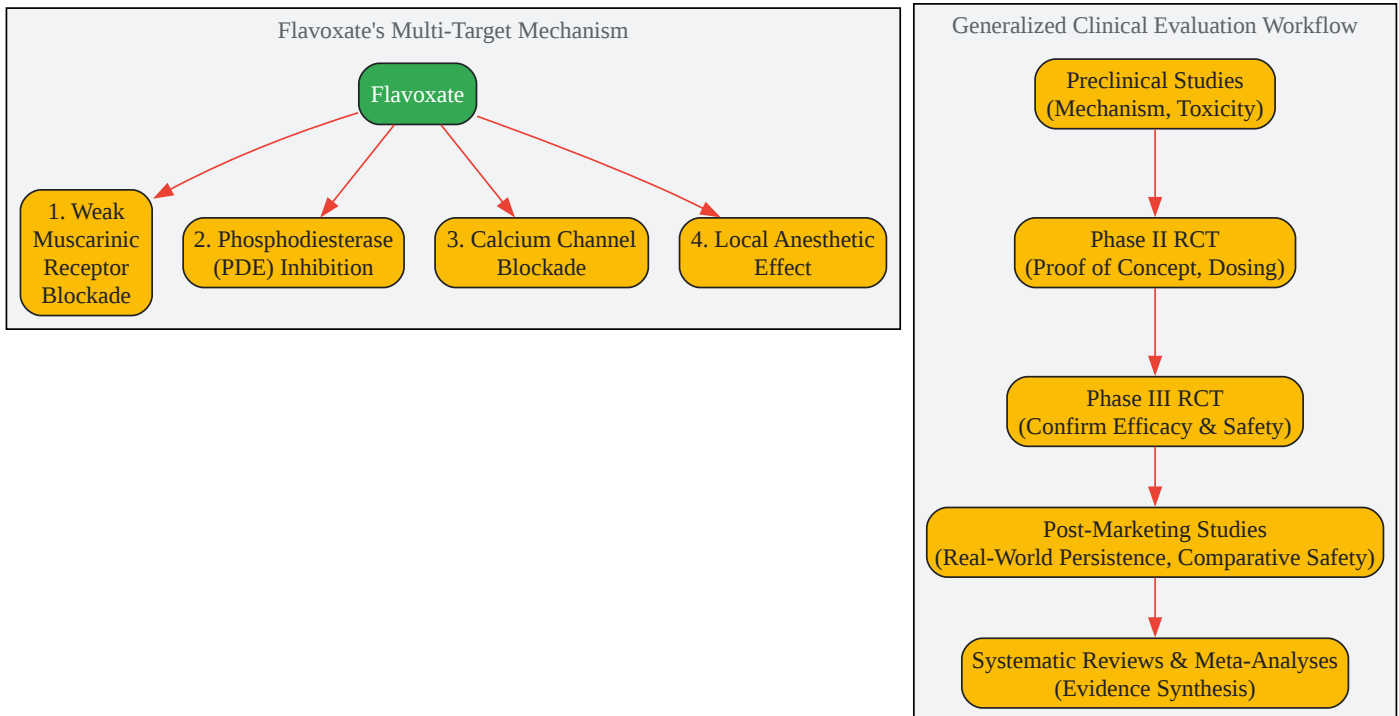 Flavoxate's Multi-Target Mechanism
Flavoxate
1. Weak
Muscarinic
Receptor
Blockade
2. Phosphodiesterase
(PDE) Inhibition
3. Calcium Channel
Blockade
4. Local Anesthetic
Effect
Generalized Clinical Evaluation Workflow
Preclinical Studies
(Mechanism, Toxicity)
Phase II RCT
(Proof of Concept, Dosing)
Phase III RCT
(Confirm Efficacy & Safety)
Post-Marketing Studies
(Real-World Persistence, Comparative Safety)
Systematic Reviews & Meta-Analyses
(Evidence Synthesis)